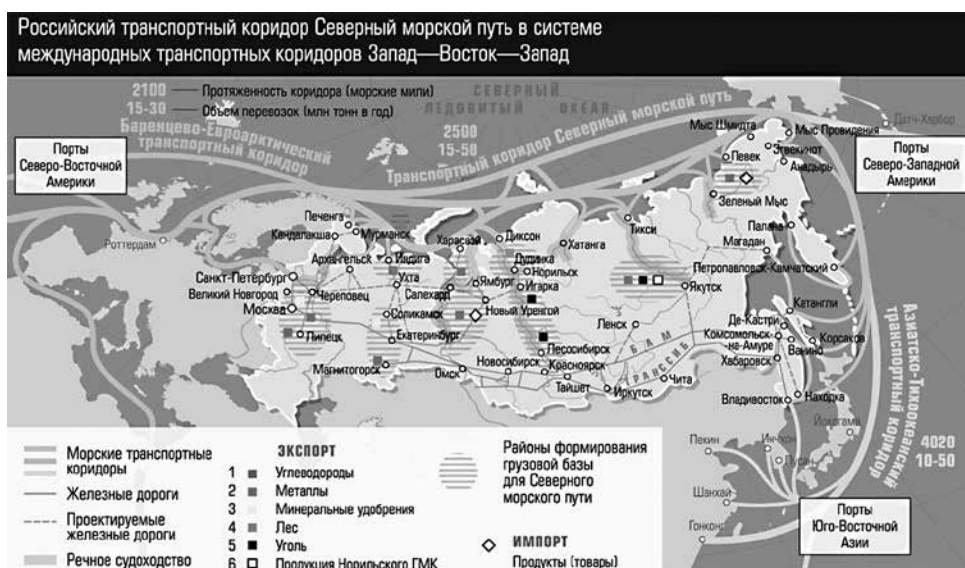 Российский транспортный коридор Северный морской путь в системе
международных транспортных коридоров Запад—Восток—Запад
2100 Протяженность коридора (морские мили)
15-30 Объем перевозок (млн тонн в год)
СЕВЕРНЫЙ
ЛЕДОВИТЫЙ ОКЕАН
Баренцево-Евроарктический
транспортный коридор
2500
15-50
Транспортный коридор Северный морской путь
Датч-Харбор
Порты
Северо-Восточной
Америки
Порты
Северо-Западной
Америки
Мыс Шмидта
Мыс Провидения
Эгвекинот
Певек
Анадырь
Зеленый Мыс
Печенга
Кандалакша
Мурманск
Роттердам
Архангельск
Индига
Харасавэй
Диксон
Хатанга
Тикси
Палана
Магадан
Санкт-Петербург
Ухта
Ямбург
Дудинка
Норильск
Игарка
Петропавловск-Камчатский
Великий Новгород
Череповец
Салехард
Новый Уренгой
Якутск
Москва
Соликамск
Катангли
Липецк
Екатеринбург
Ленск
БАМ
Де-Кастри
Комсомольск-
на-Амуре
Ванино
Корсаков
Лесосибирск
Новосибирск
Красноярск
Хабаровск
Магнитогорск
Омск
Тайшет
Иркутск
ТРАНССИБ
Чита
Владивосток
Находка
Азиатско-Тихоокеанский
транспортный коридор
4020
10-50
Йокогама
Пекин
Ин-чхон
Пусан
Шанхай
Гонконг
Порты
Юго-Восточной
Азии
Морские транспортные
коридоры
Железные дороги
Проектируемые
железные дороги
Речное судоходство
ЭКСПОРТ
1 Углеводороды
2 Металлы
3 Минеральные удобрения
4 Лес
5 Уголь
6 Продукция Норильского ГМК
Районы формирования
грузовой базы
для Северного
морского пути
ИМПОРТ
Продукты (товары)